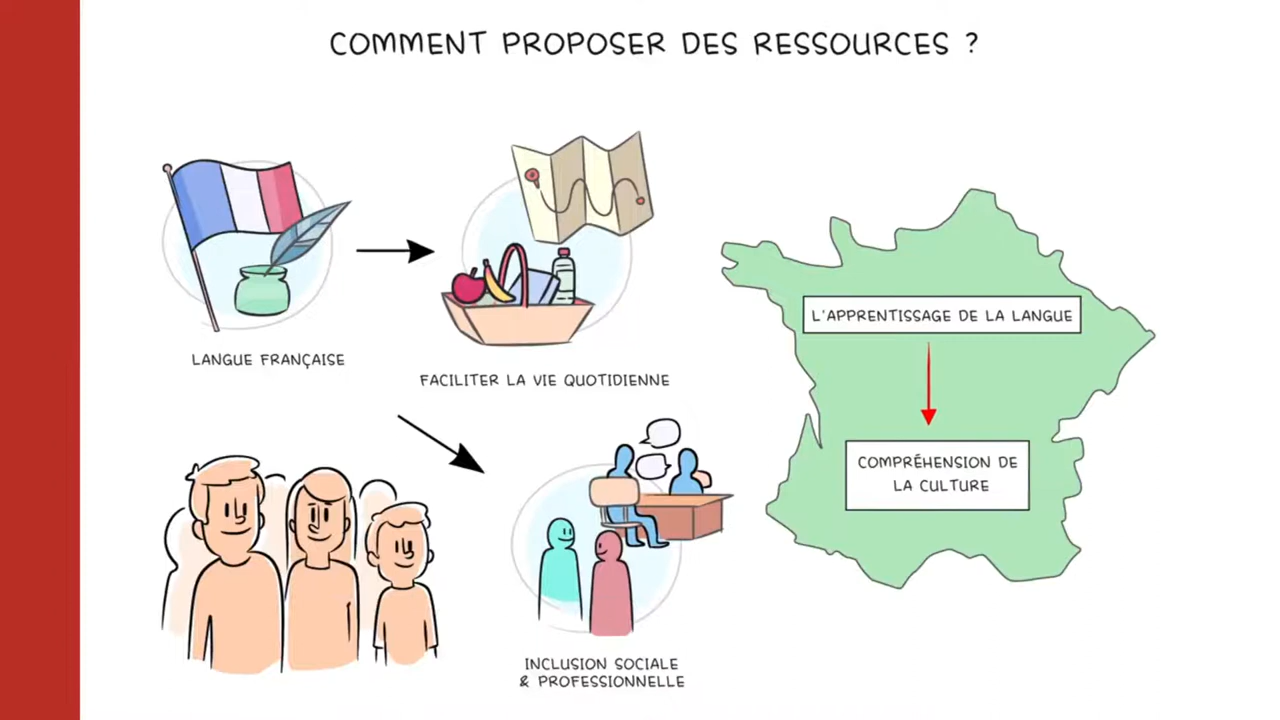 COMMENT PROPOSER DES RESSOURCES ?
LANGUE FRANÇAISE
FACILITER LA VIE QUOTIDIENNE
INCLUSION SOCIALE
& PROFESSIONNELLE
L'APPRENTISSAGE DE LA LANGUE
COMPRÉHENSION DE
LA CULTURE